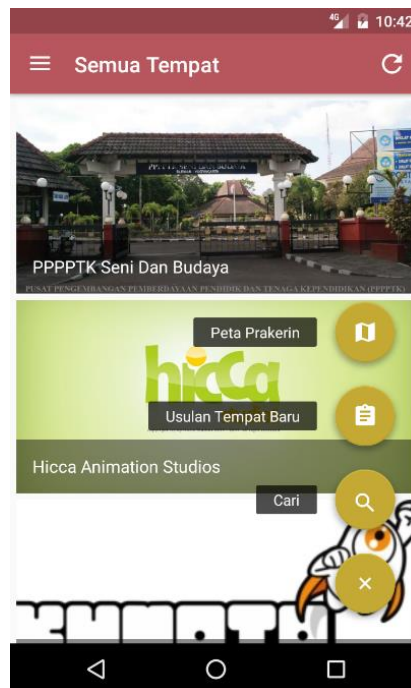 4G 10:42
Semua Tempat
PPPPTK Seni Dan Budaya
PUSAT PENGEMBANGAN PEMBERDAYAAN PENDIDIK DAN TENAGA KEPENDIDIKAN (PPPPTK)
Peta Prakerin
hicca
Usulan Tempat Baru
Hicca Animation Studios
Cari